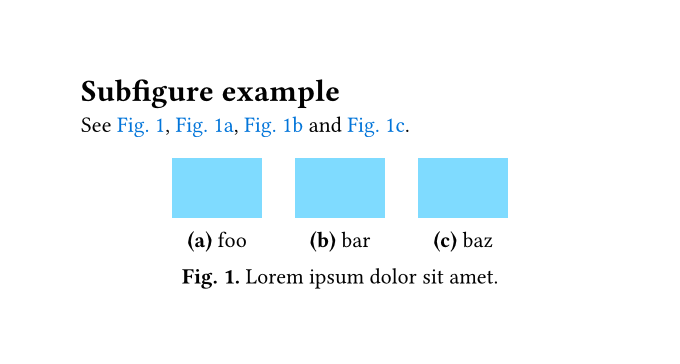 Subfigure example
See Fig. 1, Fig. 1a, Fig. 1b and Fig. 1c.
(a) foo (b) bar (c) baz
Fig. 1. Lorem ipsum dolor sit amet.